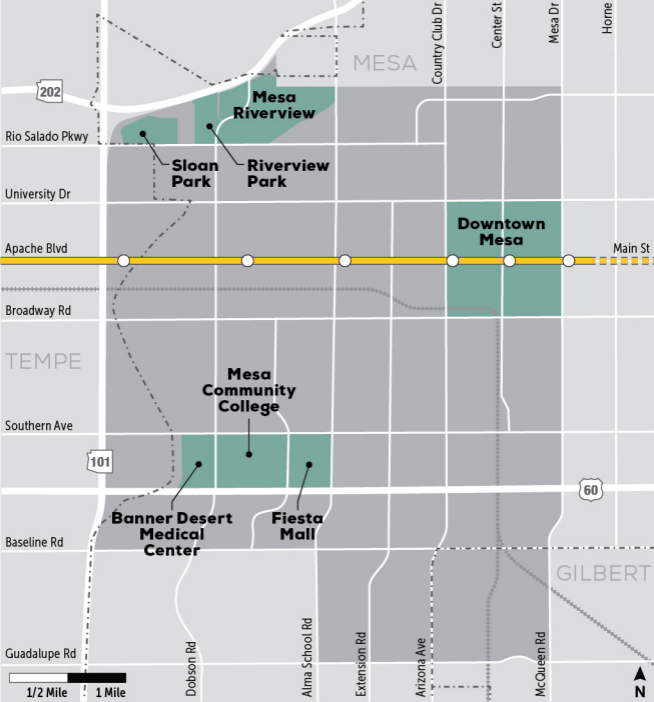 Country Club Dr
Center St
Mesa Dr
Horne
MESA
202
Mesa
Riverview
Rio Salado Pkwy
Sloan
Park
Riverview
Park
University Dr
Downtown
Mesa
Apache Blvd
Main St
Broadway Rd
TEMPE
Mesa
Community
College
Southern Ave
101
60
Banner Desert
Medical
Center
Fiesta
Mall
Baseline Rd
GILBERT
Guadalupe Rd
Dobson Rd
Alma School Rd
Extension Rd
Arizona Ave
McQueen Rd
1/2 Mile
1 Mile
N